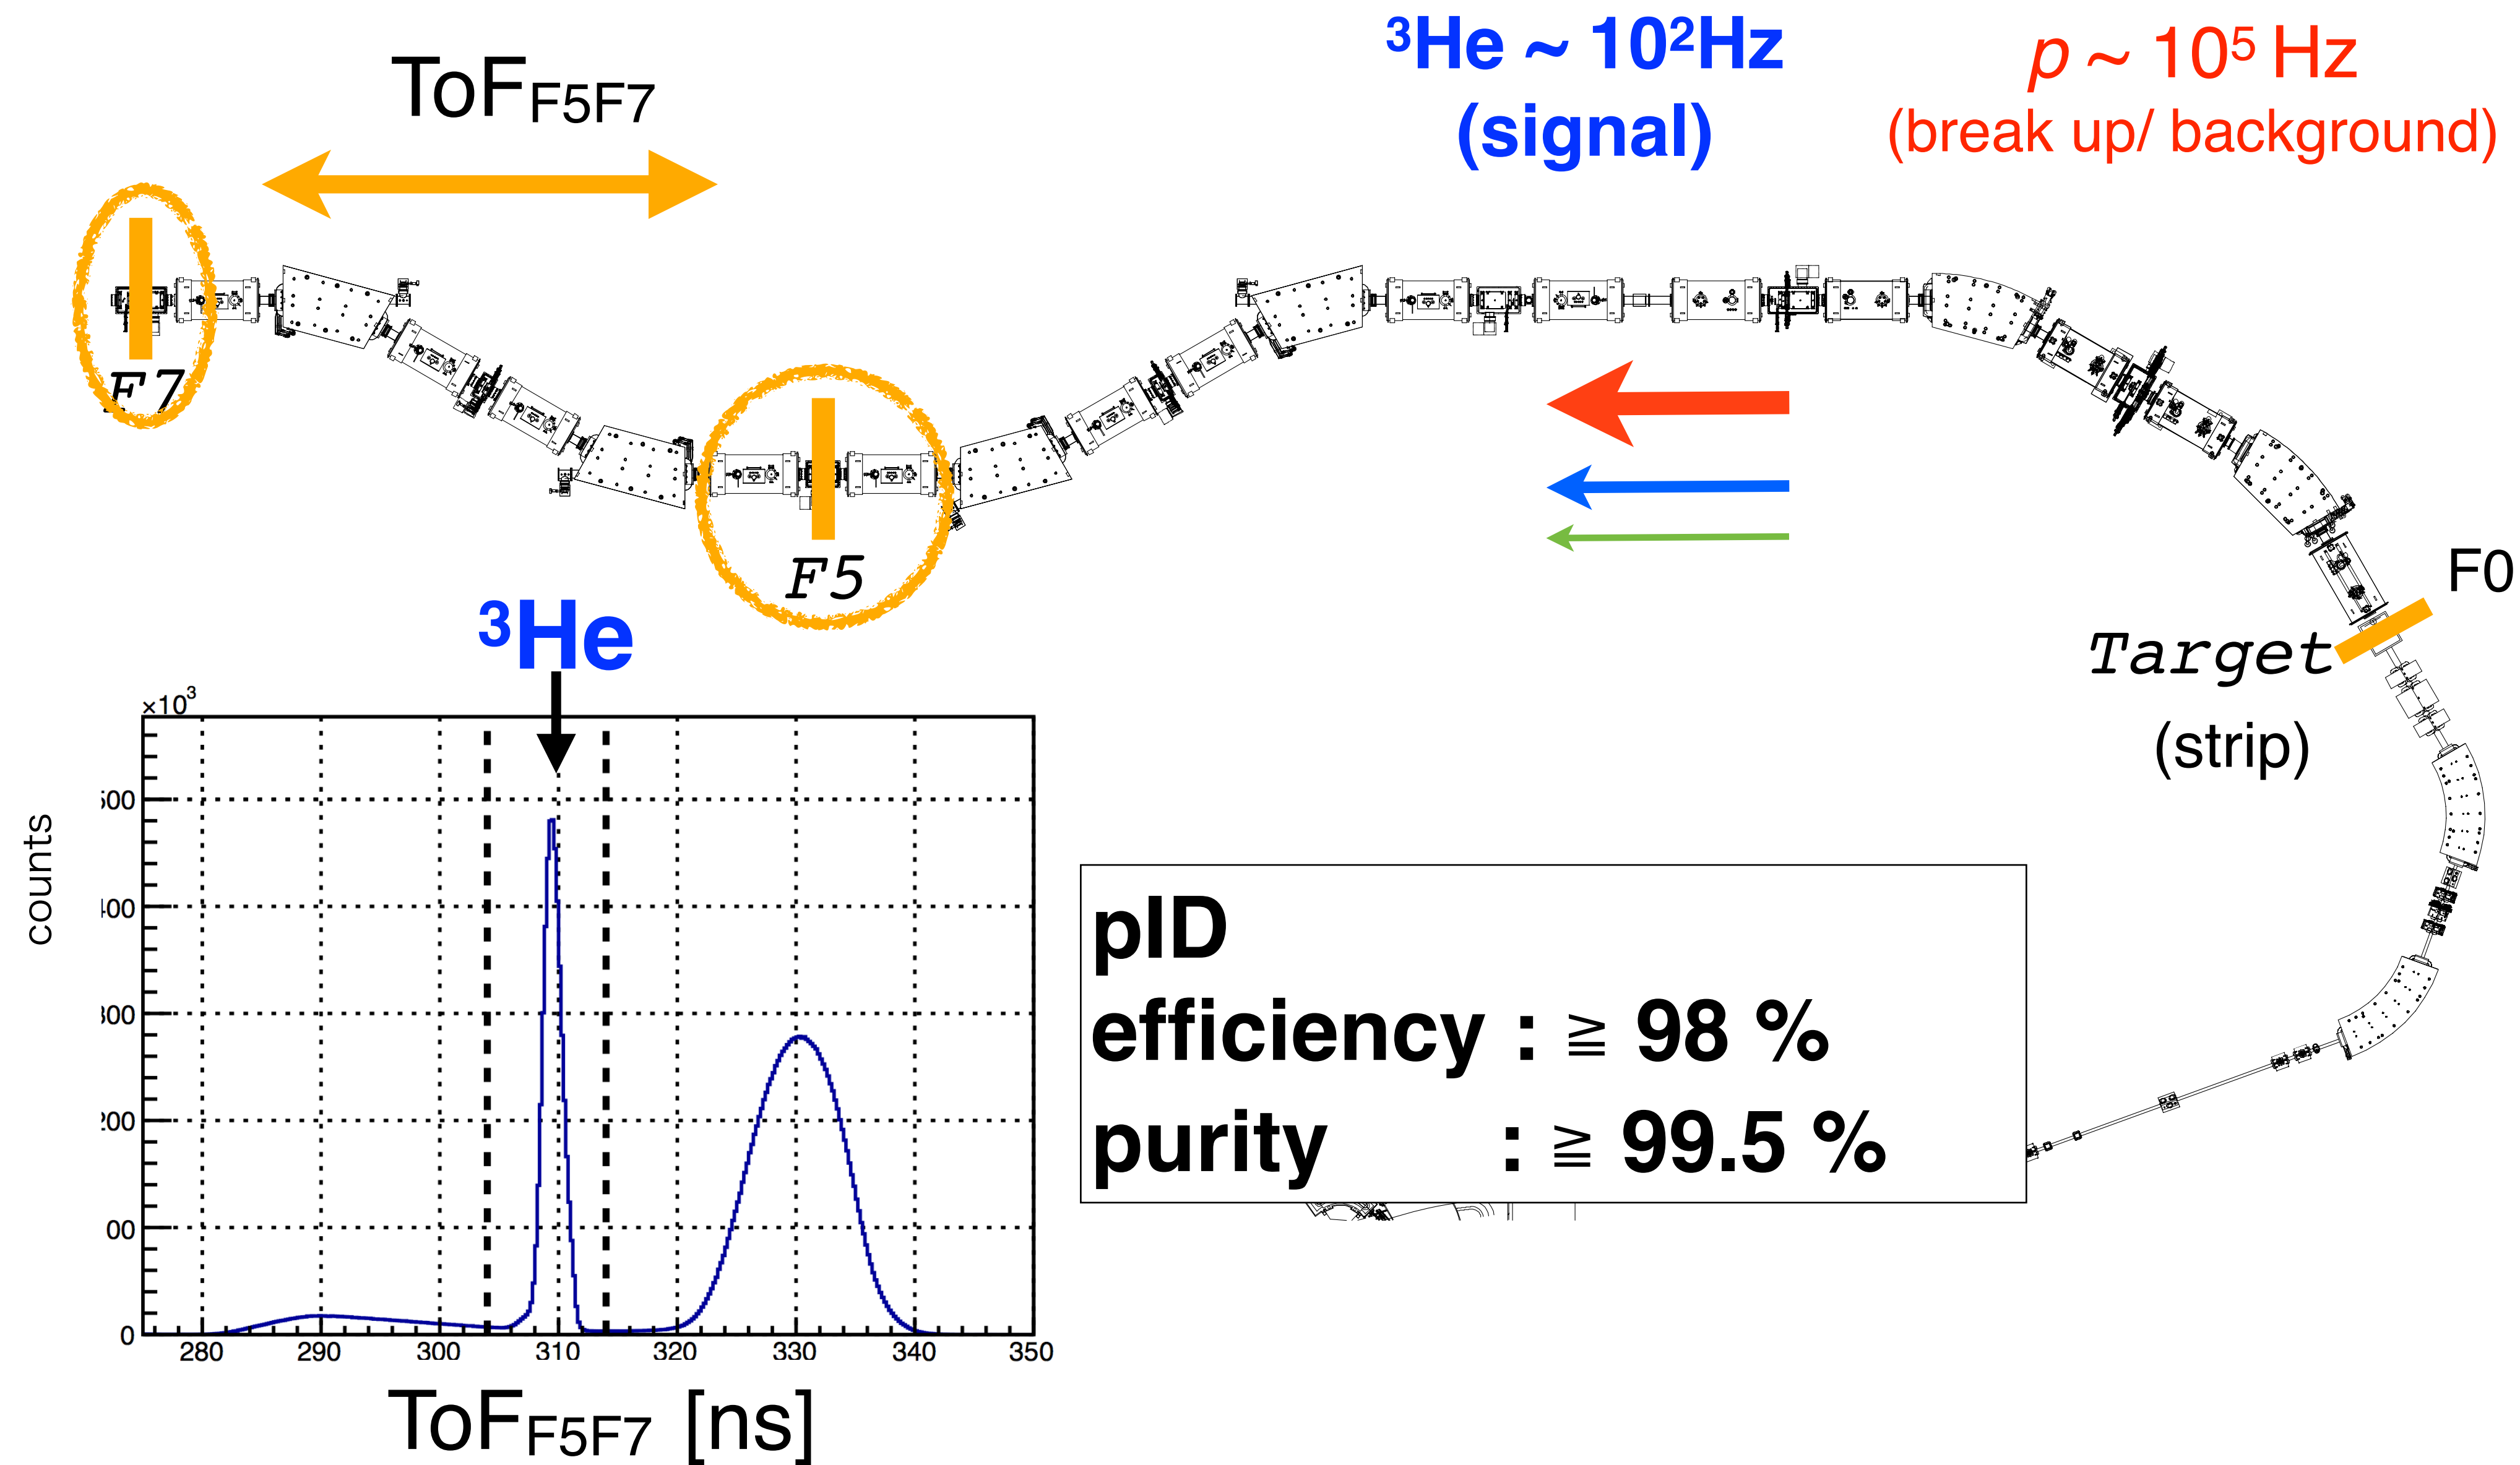 ToF F5F7
³He ~ 10²Hz
(signal)
p ~ 10⁵ Hz
(break up/ background)
F7
F5
F0
Target
(strip)
³He
×10³
counts
00
0
280 290 300 310 320 330 340 350
ToF F5F7 [ns]
pID
efficiency : ≧ 98 %
purity : ≧ 99.5 %